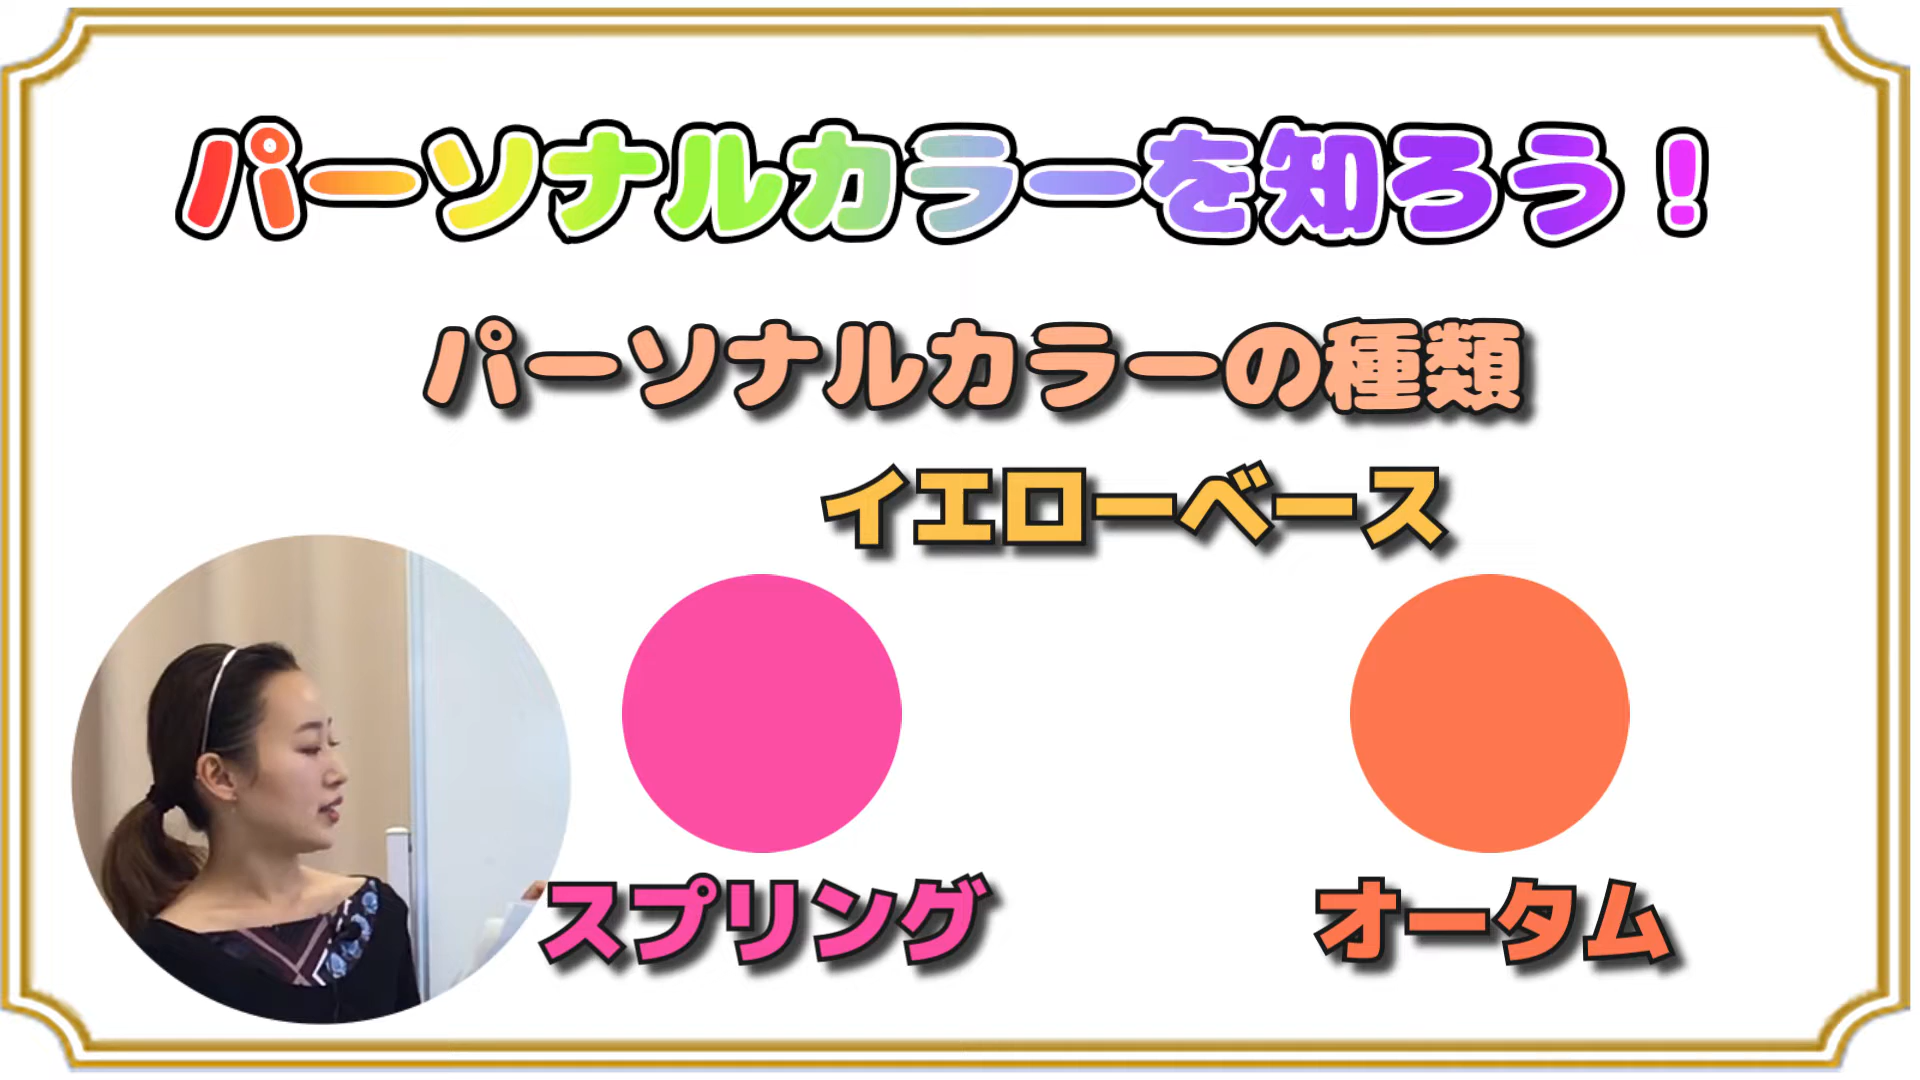 パーソナルカラーを知ろう！
パーソナルカラーの種類
イエローベース
スプリング
オータム